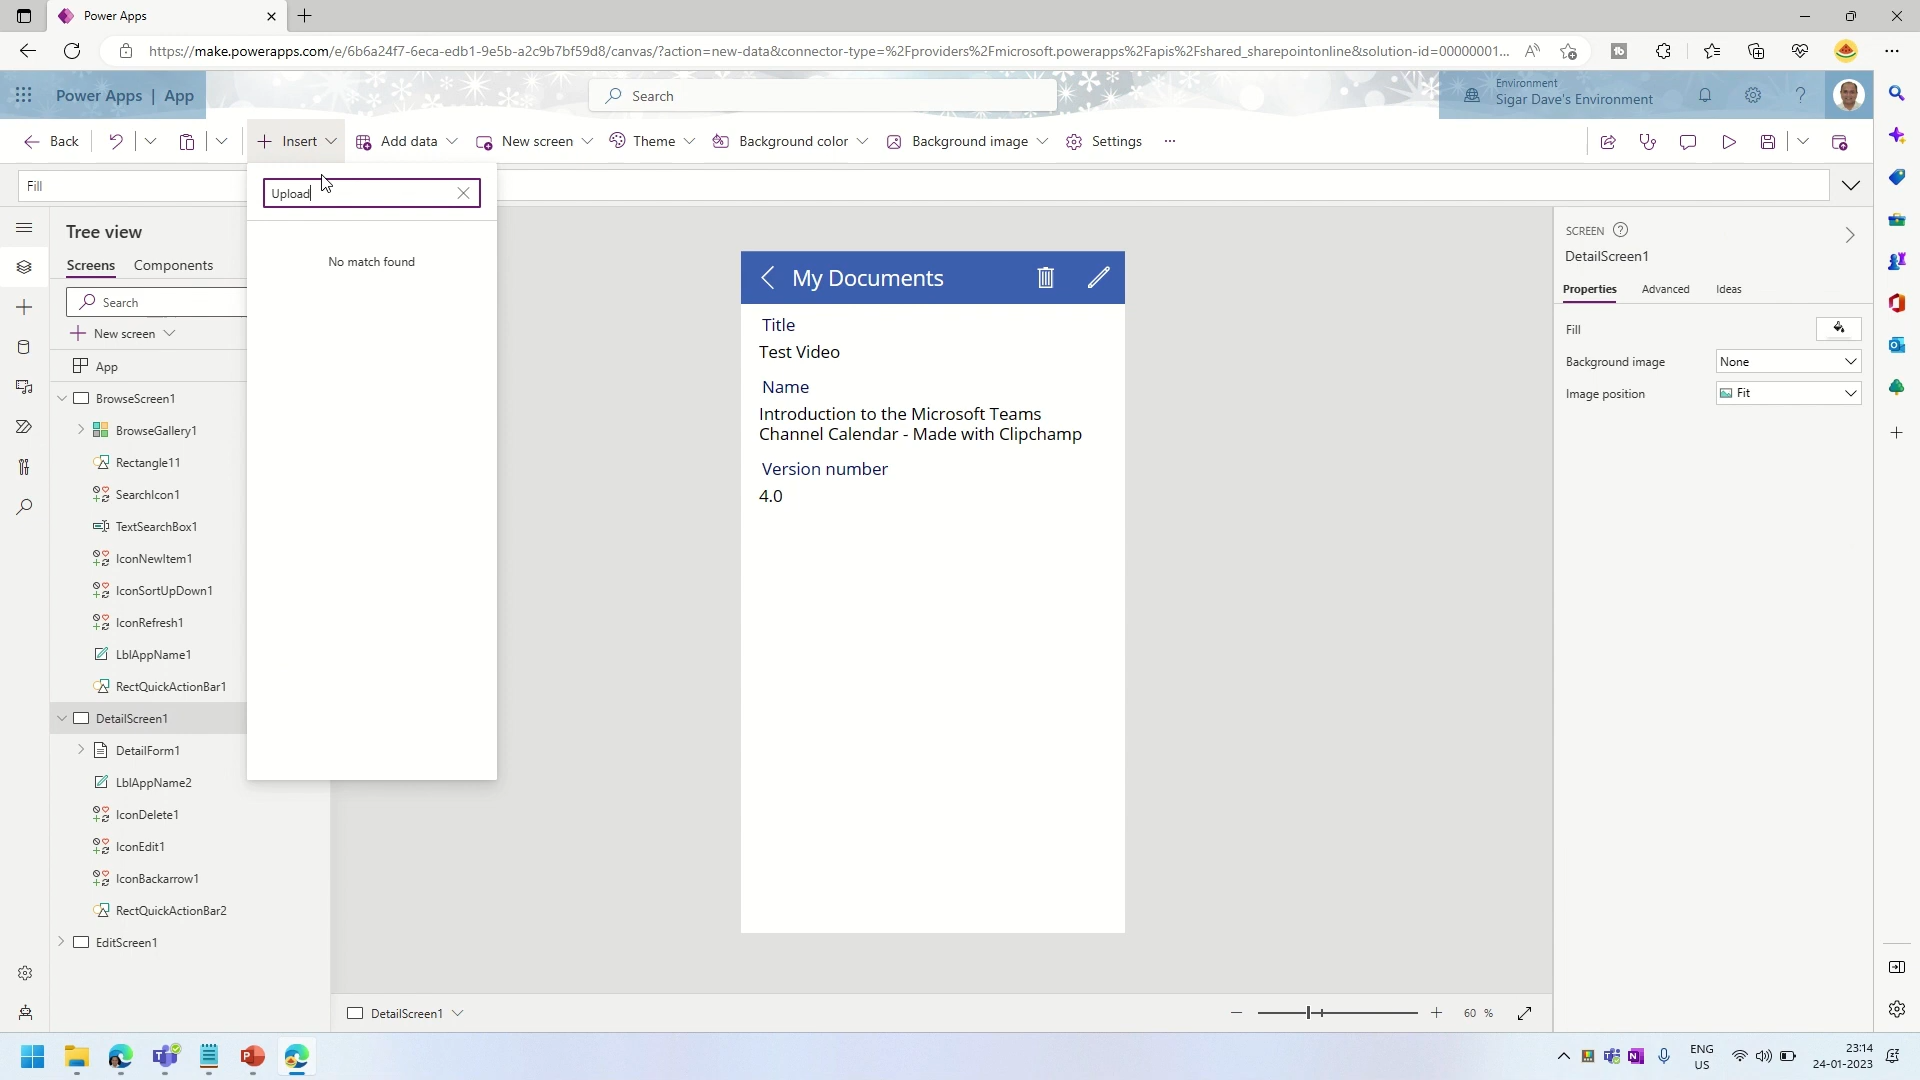 Power Apps
https://make.powerapps.com/e/6b6a24f7-6eca-edb1-9e5b-a2c9b7bf59d8/canvas/?action=new-data&connector-type=%2Fproviders%2Fmicrosoft.powerapps%2Fapis%2Fshared_sharepointonline&solution-id=00000001...
Power Apps | App
Search
Environment
Sigar Dave's Environment
Back
Insert
Add data
New screen
Theme
Background color
Background image
Settings
Fill
Upload
No match found
Tree view
Screens
Components
Search
New screen
App
BrowseScreen1
BrowseGallery1
Rectangle11
SearchIcon1
TextSearchBox1
IconNewItem1
IconSortUpDown1
IconRefresh1
LblAppName1
RectQuickActionBar1
DetailScreen1
DetailForm1
LblAppName2
IconDelete1
IconEdit1
IconBackarrow1
RectQuickActionBar2
EditScreen1
My Documents
Title
Test Video
Name
Introduction to the Microsoft Teams
Channel Calendar - Made with Clipchamp
Version number
4.0
SCREEN
DetailScreen1
Properties
Advanced
Ideas
Fill
Background image
None
Image position
Fit
DetailScreen1
60 %
ENG
US
23:14
24-01-2023